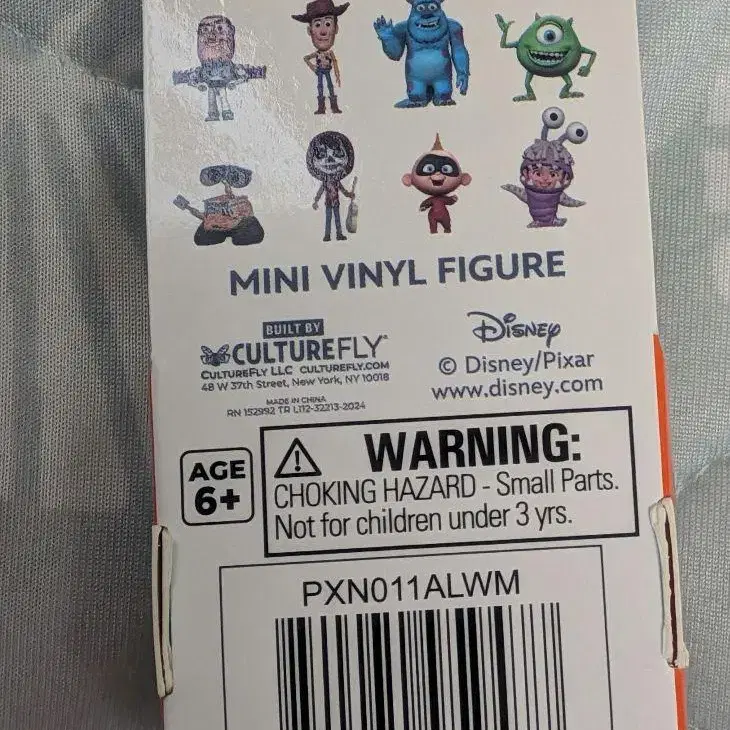 MINI VINYL FIGURE
BUILT BY
CULTUREFLY®
CULTUREFLY LLC CULTUREFLY.COM
48 W 37th Street, New York, NY 10018
MADE IN CHINA
RN 152992 TR L112-32213-2024
Disney
© Disney/Pixar
www.disney.com
AGE
6+
WARNING:
CHOKING HAZARD - Small Parts.
Not for children under 3 yrs.
PXN011ALWM